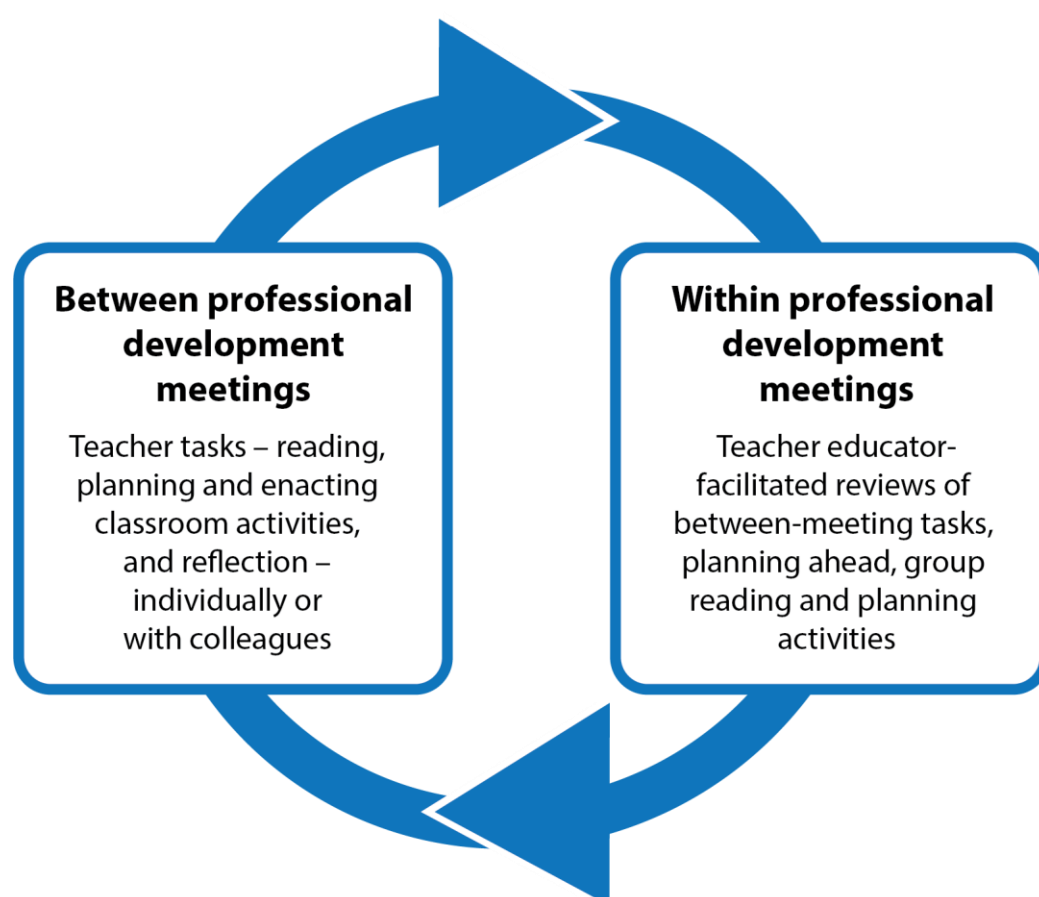 Between professional
development
meetings
Teacher tasks – reading,
planning and enacting
classroom activities,
and reflection –
individually or
with colleagues
Within professional
development
meetings
Teacher educator-
facilitated reviews of
between-meeting tasks,
planning ahead, group
reading and planning
activities